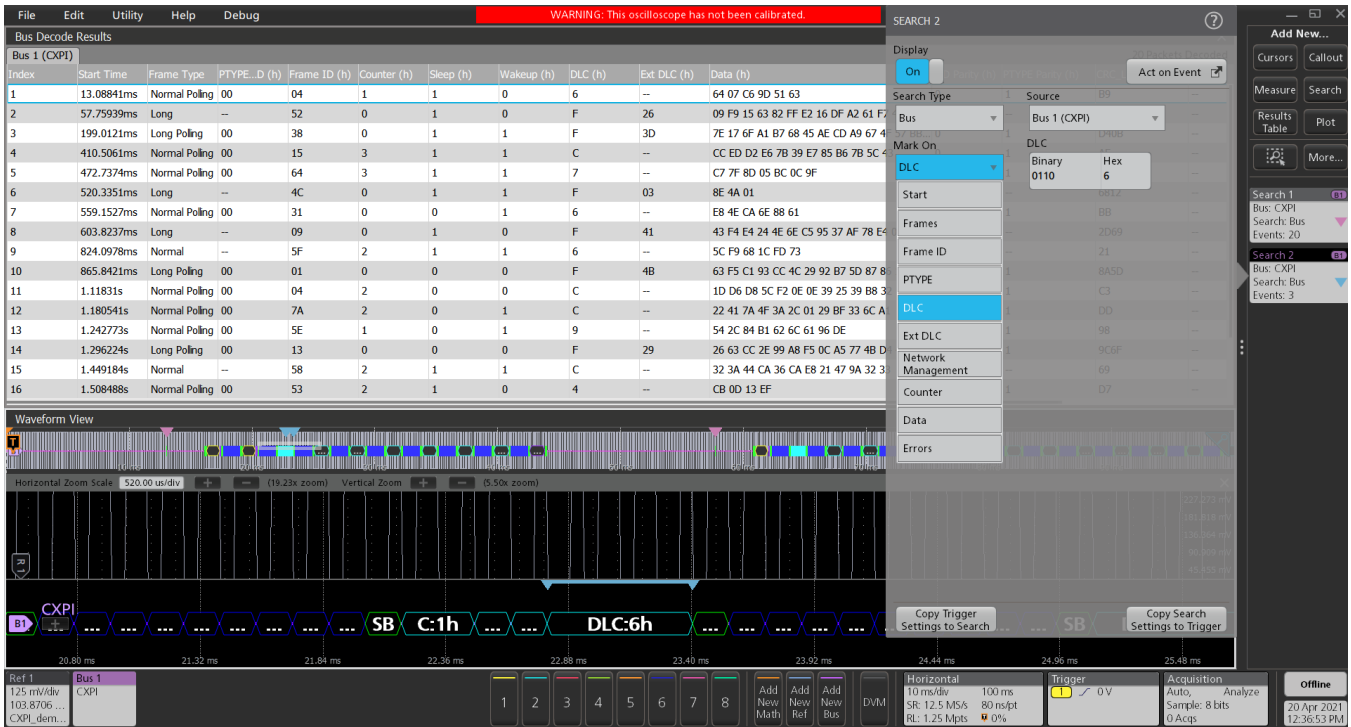 File Edit Utility Help Debug
WARNING: This oscilloscope has not been calibrated.
Bus Decode Results
Bus 1 (CXPI)
Index Start Time Frame Type PTYPE...D (h) Frame ID (h) Counter (h) Sleep (h) Wakeup (h) DLC (h) Ext DLC (h) Data (h)
1 13.08841ms Normal Poling 00 04 1 1 0 6 -- 64 07 C6 9D 51 63
2 57.75939ms Long -- 52 0 1 0 F 26 09 F9 15 63 82 FF E2 16 DF A2 61
3 199.0121ms Long Poling 00 38 0 1 1 F 3D 7E 17 6F A1 B7 68 45 AE CD A9 67
4 410.5061ms Normal Poling 00 15 3 1 1 C -- CC ED D2 E6 7B 39 E7 85 B6 7B 5C
5 472.7374ms Normal Poling 00 64 3 1 1 7 -- C7 7F 8D 05 BC 0C 9F
6 520.3351ms Long -- 4C 0 1 1 F 03 8E 4A 01
7 559.1527ms Normal Poling 00 31 0 0 1 6 -- E8 4E CA 6E 88 61
8 603.8237ms Long -- 09 0 0 1 F 41 43 F4 E4 24 4E 6E C5 95 37 AF 78
9 824.0978ms Normal -- 5F 2 1 1 6 -- 5C F9 68 1C FD 73
10 865.8421ms Long Poling 00 01 0 0 0 F 4B 63 F5 C1 93 CC 4C 29 92 B7 5D 87
11 1.11831s Normal Poling 00 04 2 0 0 C -- 1D D6 D8 5C F2 0E 0E 39 25 39 B8
12 1.180541s Normal Poling 00 7A 2 0 1 C -- 22 41 7A 4F 3A 2C 01 29 BF 33 6C
13 1.242773s Normal Poling 00 5E 1 0 1 9 -- 54 2C 84 B1 62 6C 61 96 DE
14 1.296224s Long Poling 00 13 0 0 0 F 29 26 63 CC 2E 99 A8 F5 0C A5 77 4B
15 1.449184s Normal -- 58 2 1 1 C -- 32 3A 44 CA 36 CA E8 21 47 9A 32
16 1.508488s Normal Poling 00 53 2 1 0 4 -- CB 0D 13 EF
SEARCH 2 ?
Display
On
Act on Event
Search Type Source
Bus Bus 1 (CXPI)
Mark On DLC
DLC
Binary Hex
0110 6
Start
Frames
Frame ID
PTYPE
DLC
Ext DLC
Network
Management
Counter
Data
Errors
Copy Trigger
Settings to Search
Copy Search
Settings to Trigger
Add New...
Cursors Callout
Measure Search
Results
Table
Plot
More...
Search 1 B1
Bus: CXPI
Search: Bus
Events: 20
Search 2 B1
Bus: CXPI
Search: Bus
Events: 3
Waveform View
T
Horizontal Zoom Scale 520.00 us/div + − (19.23x zoom) Vertical Zoom + − (5.50x zoom)
R 1
CXPI
B1 + ... ... ... ... ... ... ... SB C:1h ... ... DLC:6h ... ... ... ... ... SB
20.80 ms 21.32 ms 21.84 ms 22.36 ms 22.88 ms 23.40 ms 23.92 ms 24.44 ms 24.96 ms 25.48 ms
Ref 1
125 mV/div
103.8706 ...
CXPI_dem...
Bus 1
CXPI
1 2 3 4 5 6 7 8
Add
New
Math
Add
New
Ref
Add
New
Bus
DVM
Horizontal
10 ms/div 100 ms
SR: 12.5 MS/s 80 ns/pt
RL: 1.25 Mpts 0%
Trigger
1 0 V
Acquisition
Auto, Analyze
Sample: 8 bits
0 Acqs
Offline
20 Apr 2021
12:36:53 PM